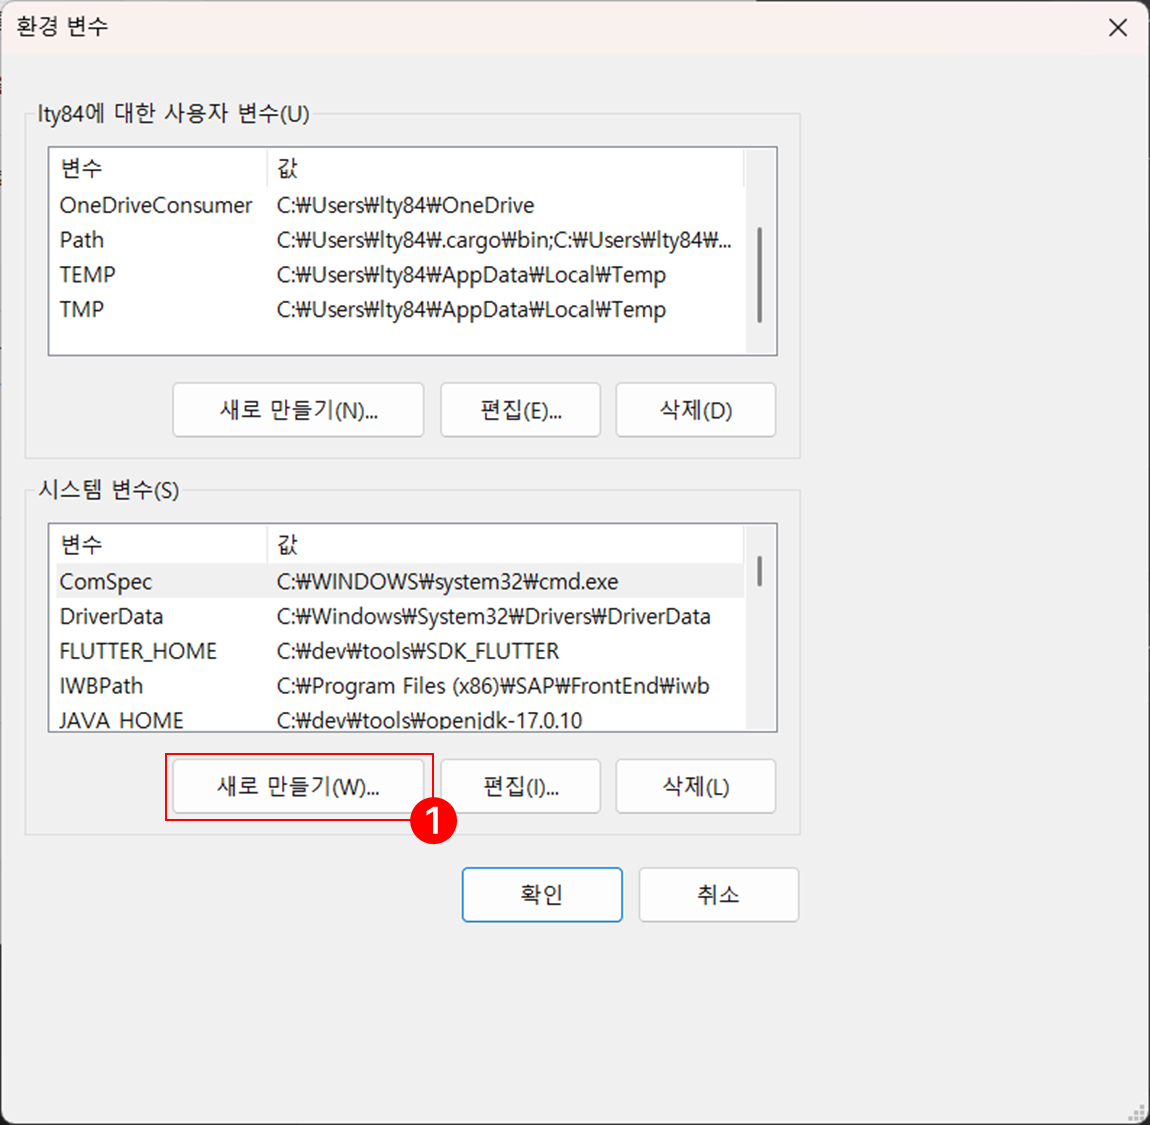 환경 변수
lty84에 대한 사용자 변수(U)
변수 값
OneDriveConsumer C:₩Users₩lty84₩OneDrive
Path C:₩Users₩lty84₩.cargo₩bin;C:₩Users₩lty84₩...
TEMP C:₩Users₩lty84₩AppData₩Local₩Temp
TMP C:₩Users₩lty84₩AppData₩Local₩Temp
새로 만들기(N)... 편집(E)... 삭제(D)
시스템 변수(S)
변수 값
ComSpec C:₩WINDOWS₩system32₩cmd.exe
DriverData C:₩Windows₩System32₩Drivers₩DriverData
FLUTTER_HOME C:₩dev₩tools₩SDK_FLUTTER
IWBPath C:₩Program Files (x86)₩SAP₩FrontEnd₩iwb
JAVA_HOME C:₩dev₩tools₩openjdk-17.0.10
새로 만들기(W)... 편집(I)... 삭제(L)
1
확인 취소